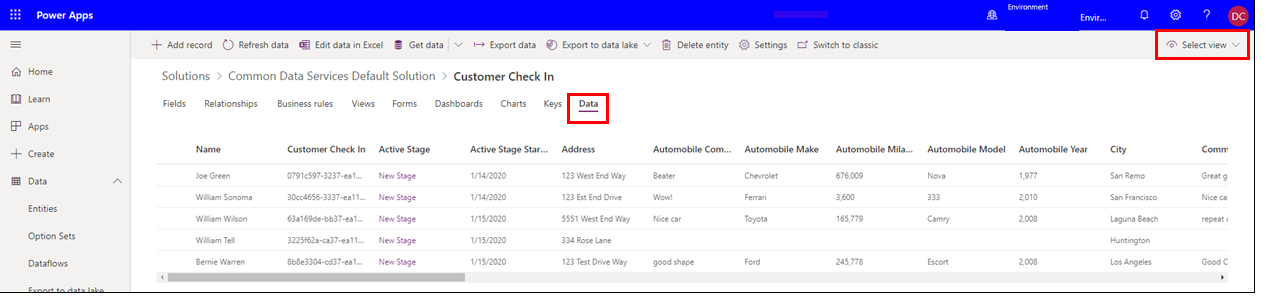 Power Apps Environment Envir... ? DC
Add record Refresh data Edit data in Excel Get data Export data Export to data lake Delete entity Settings Switch to classic Select view
Home
Learn
Apps
Create
Data
Entities
Option Sets
Dataflows
Export to data lake
Solutions > Common Data Services Default Solution > Customer Check In
Fields Relationships Business rules Views Forms Dashboards Charts Keys Data
Name Customer Check In Active Stage Active Stage Star... Address Automobile Com... Automobile Make Automobile Mila... Automobile Model Automobile Year City Comm
Joe Green 0791c597-3237-ea1... New Stage 1/14/2020 123 West End Way Beater Chevrolet 676,009 Nova 1,977 San Remo Great g
William Sonoma 30cc4656-3337-ea11... New Stage 1/14/2020 123 Est End Drive Wow! Ferrari 3,600 333 2,010 San Francisco Nice ca
William Wilson 63a169de-bb37-ea1... New Stage 1/15/2020 5551 West End Way Nice car Toyota 165,779 Camry 2,008 Laguna Beach repeat c
William Tell 3225f62a-ca37-ea11... New Stage 1/15/2020 334 Rose Lane Huntington
Bernie Warren 8b8e3304-cd37-ea1... New Stage 1/15/2020 123 Test Drive Way good shape Ford 245,778 Escort 2,008 Los Angeles Good C